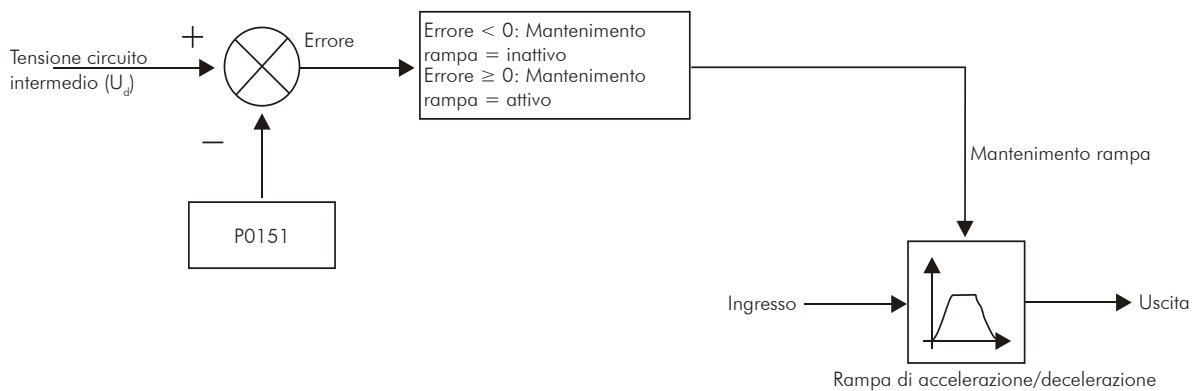 +
Errore
Tensione circuito
intermedio (Ud)
Errore < 0: Mantenimento
rampa = inattivo
Errore ≥ 0: Mantenimento
rampa = attivo
−
Mantenimento rampa
P0151
Ingresso
Uscita
Rampa di accelerazione/decelerazione